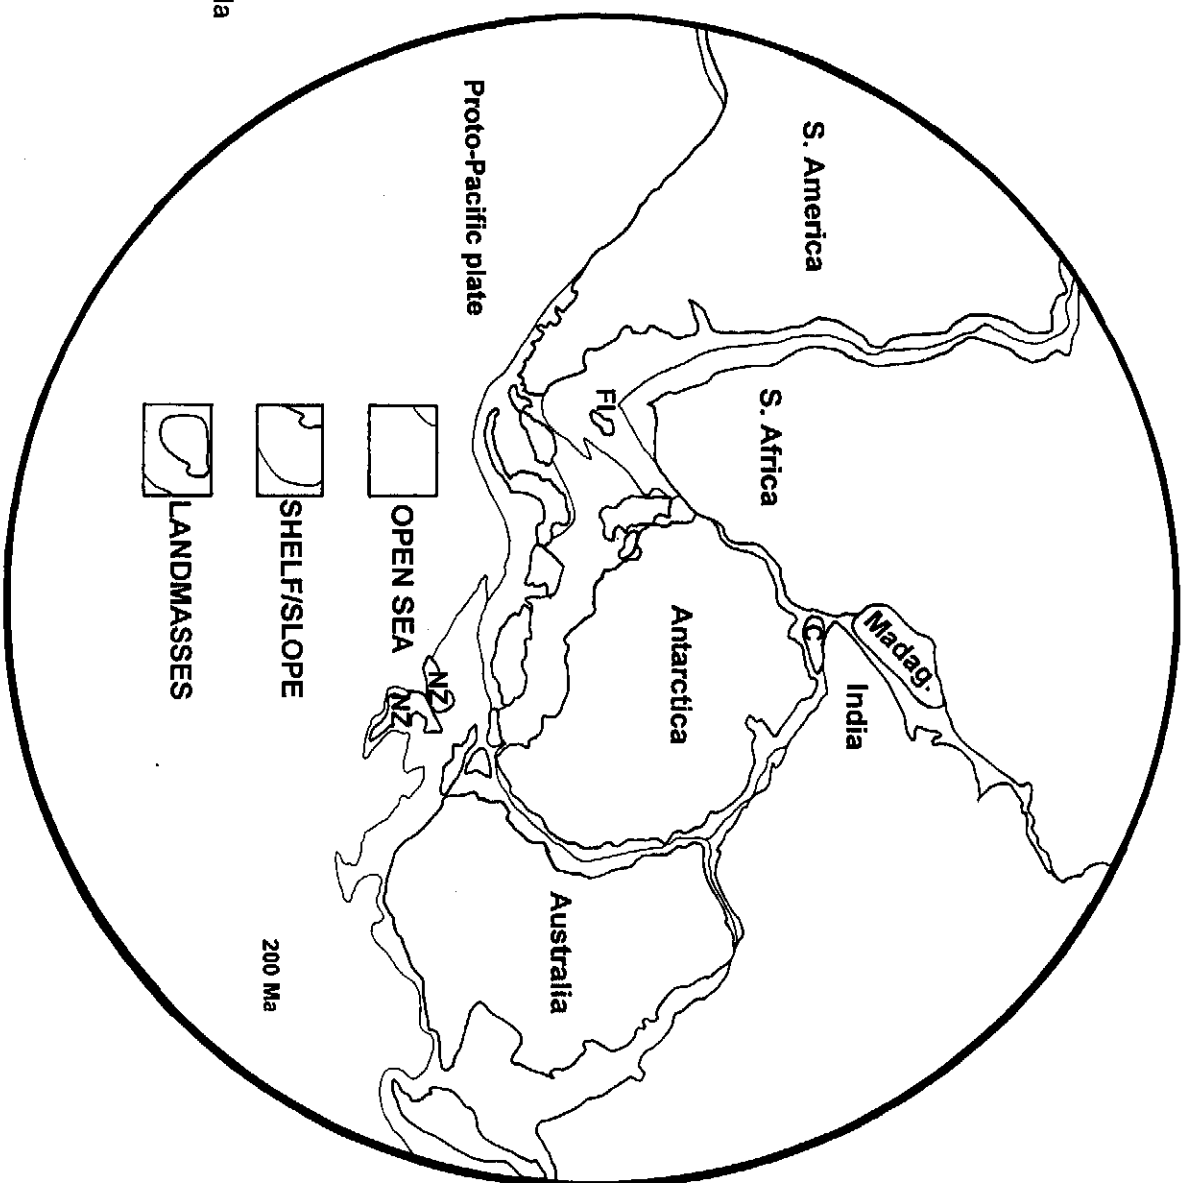 la
S. America
Proto-Pacific plate
S. Africa
FI
Madag.
C
India
Antarctica
NZ
NZ
Australia
OPEN SEA
SHELF/SLOPE
LANDMASSES
200 Ma